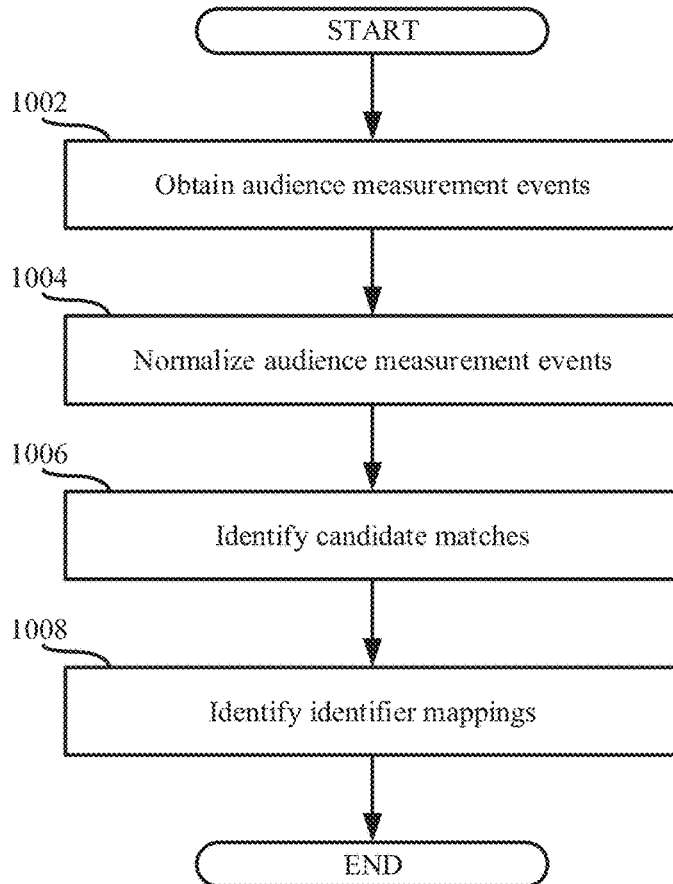 START
1002
Obtain audience measurement events
1004
Normalize audience measurement events
1006
Identify candidate matches
1008
Identify identifier mappings
END